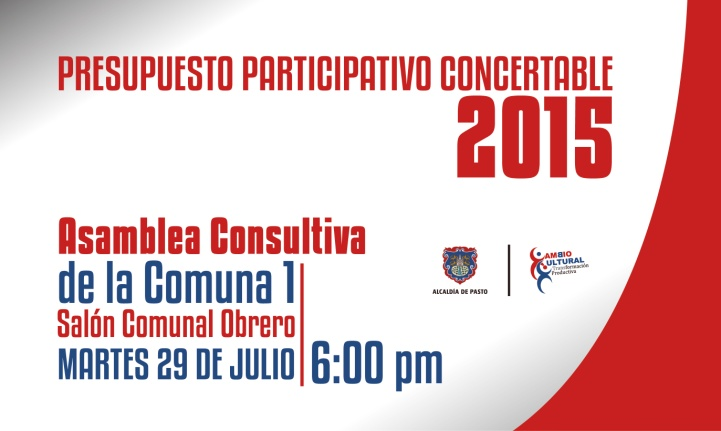 PRESUPUESTO PARTICIPATIVO CONCERTABLE
2015
Asamblea Consultiva
de la Comuna 1
Salón Comunal Obrero
MARTES 29 DE JULIO
6:00 pm
ALCALDÍA DE PASTO
CAMBIO
CULTURAL
Transformación
Productiva